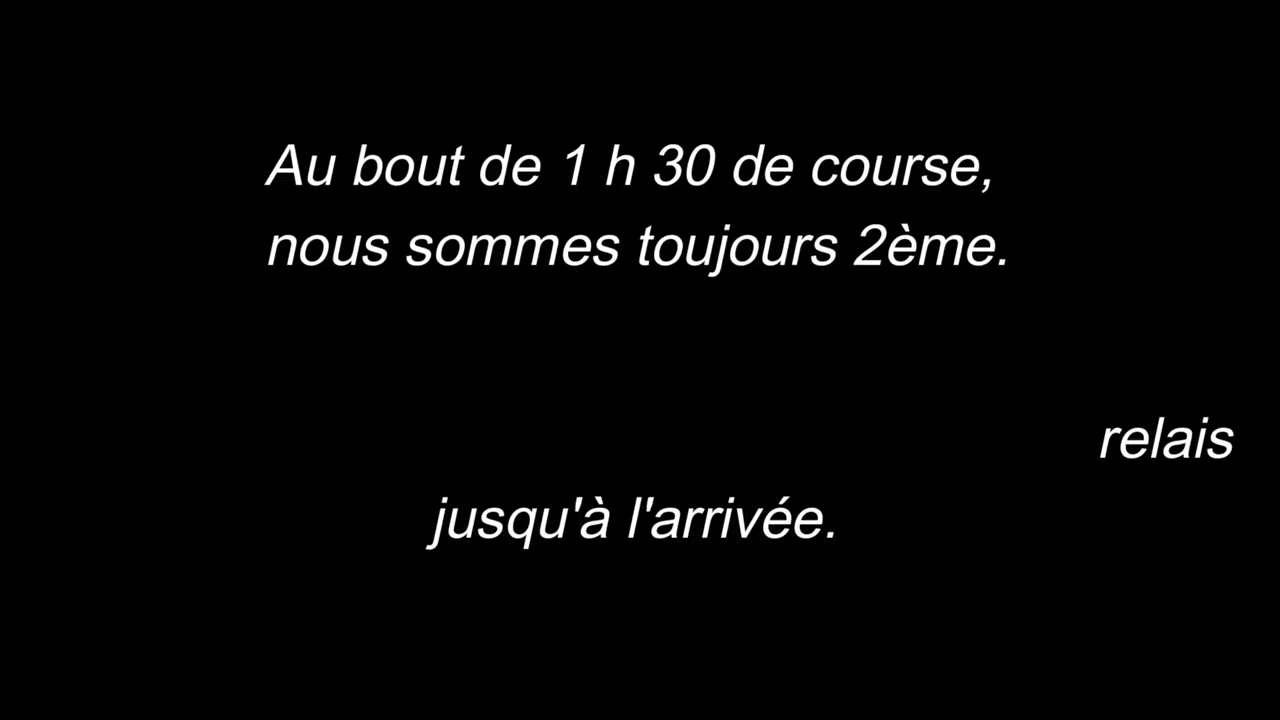 Au bout de 1 h 30 de course,
nous sommes toujours 2ème.
relais
jusqu'à l'arrivée.